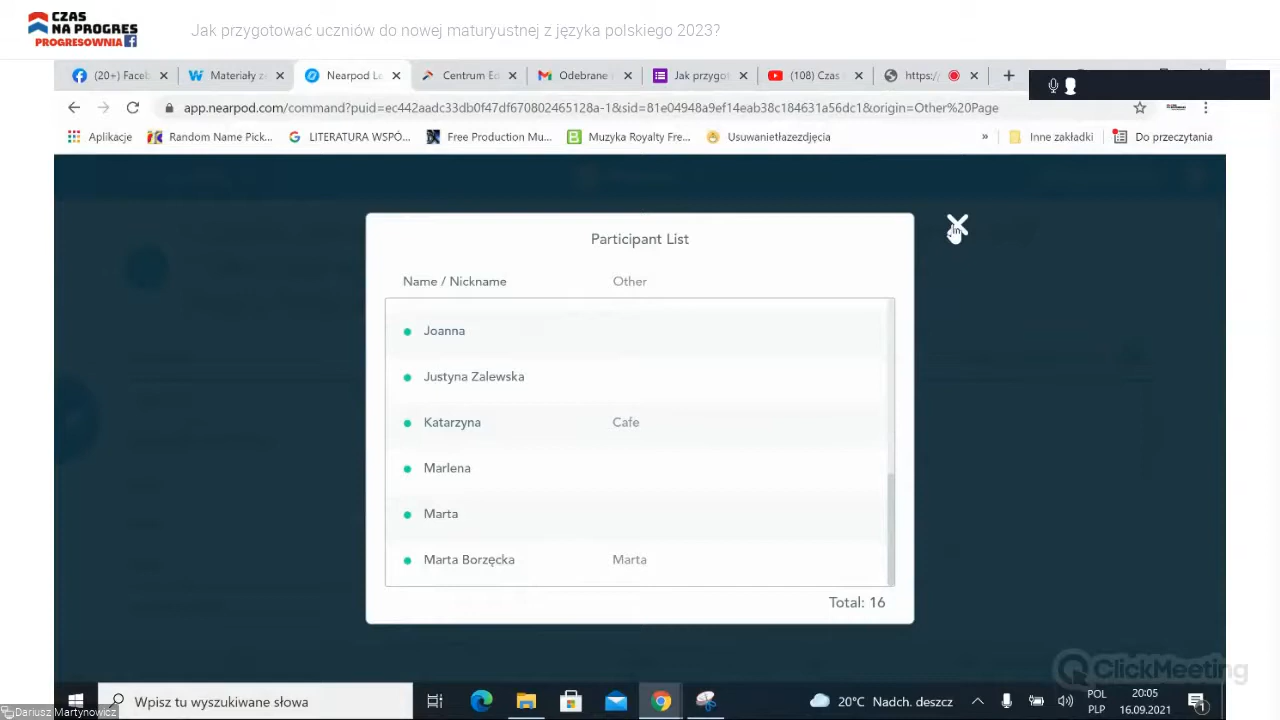 CZAS
NA PROGRES
PROGRESOWNIA
Jak przygotować uczniów do nowej maturyustnej z języka polskiego 2023?
(20+) Faceb
Materiały z
Nearpod Le
Centrum Ed
Odebrane
Jak przygot
(108) Czas
https:/
app.nearpod.com/command?puid=ec442aadc33db0f47df670802465128a-1&sid=81e04948a9ef14eab38c184631a56dc1&origin=Other%20Page
Aplikacje
Random Name Pick...
LITERATURA WSPÓ...
Free Production Mu...
Muzyka Royalty Fre...
Usuwanietłazezdjęcia
»
Inne zakładki
Do przeczytania
Participant List
Name / Nickname Other
Joanna
Justyna Zalewska
Katarzyna Cafe
Marlena
Marta
Marta Borzęcka Marta
Total: 16
ClickMeeting
Wpisz tu wyszukiwane słowa
20°C Nadch. deszcz
POL
PLP
20:05
16.09.2021
1
Dariusz Martynowicz